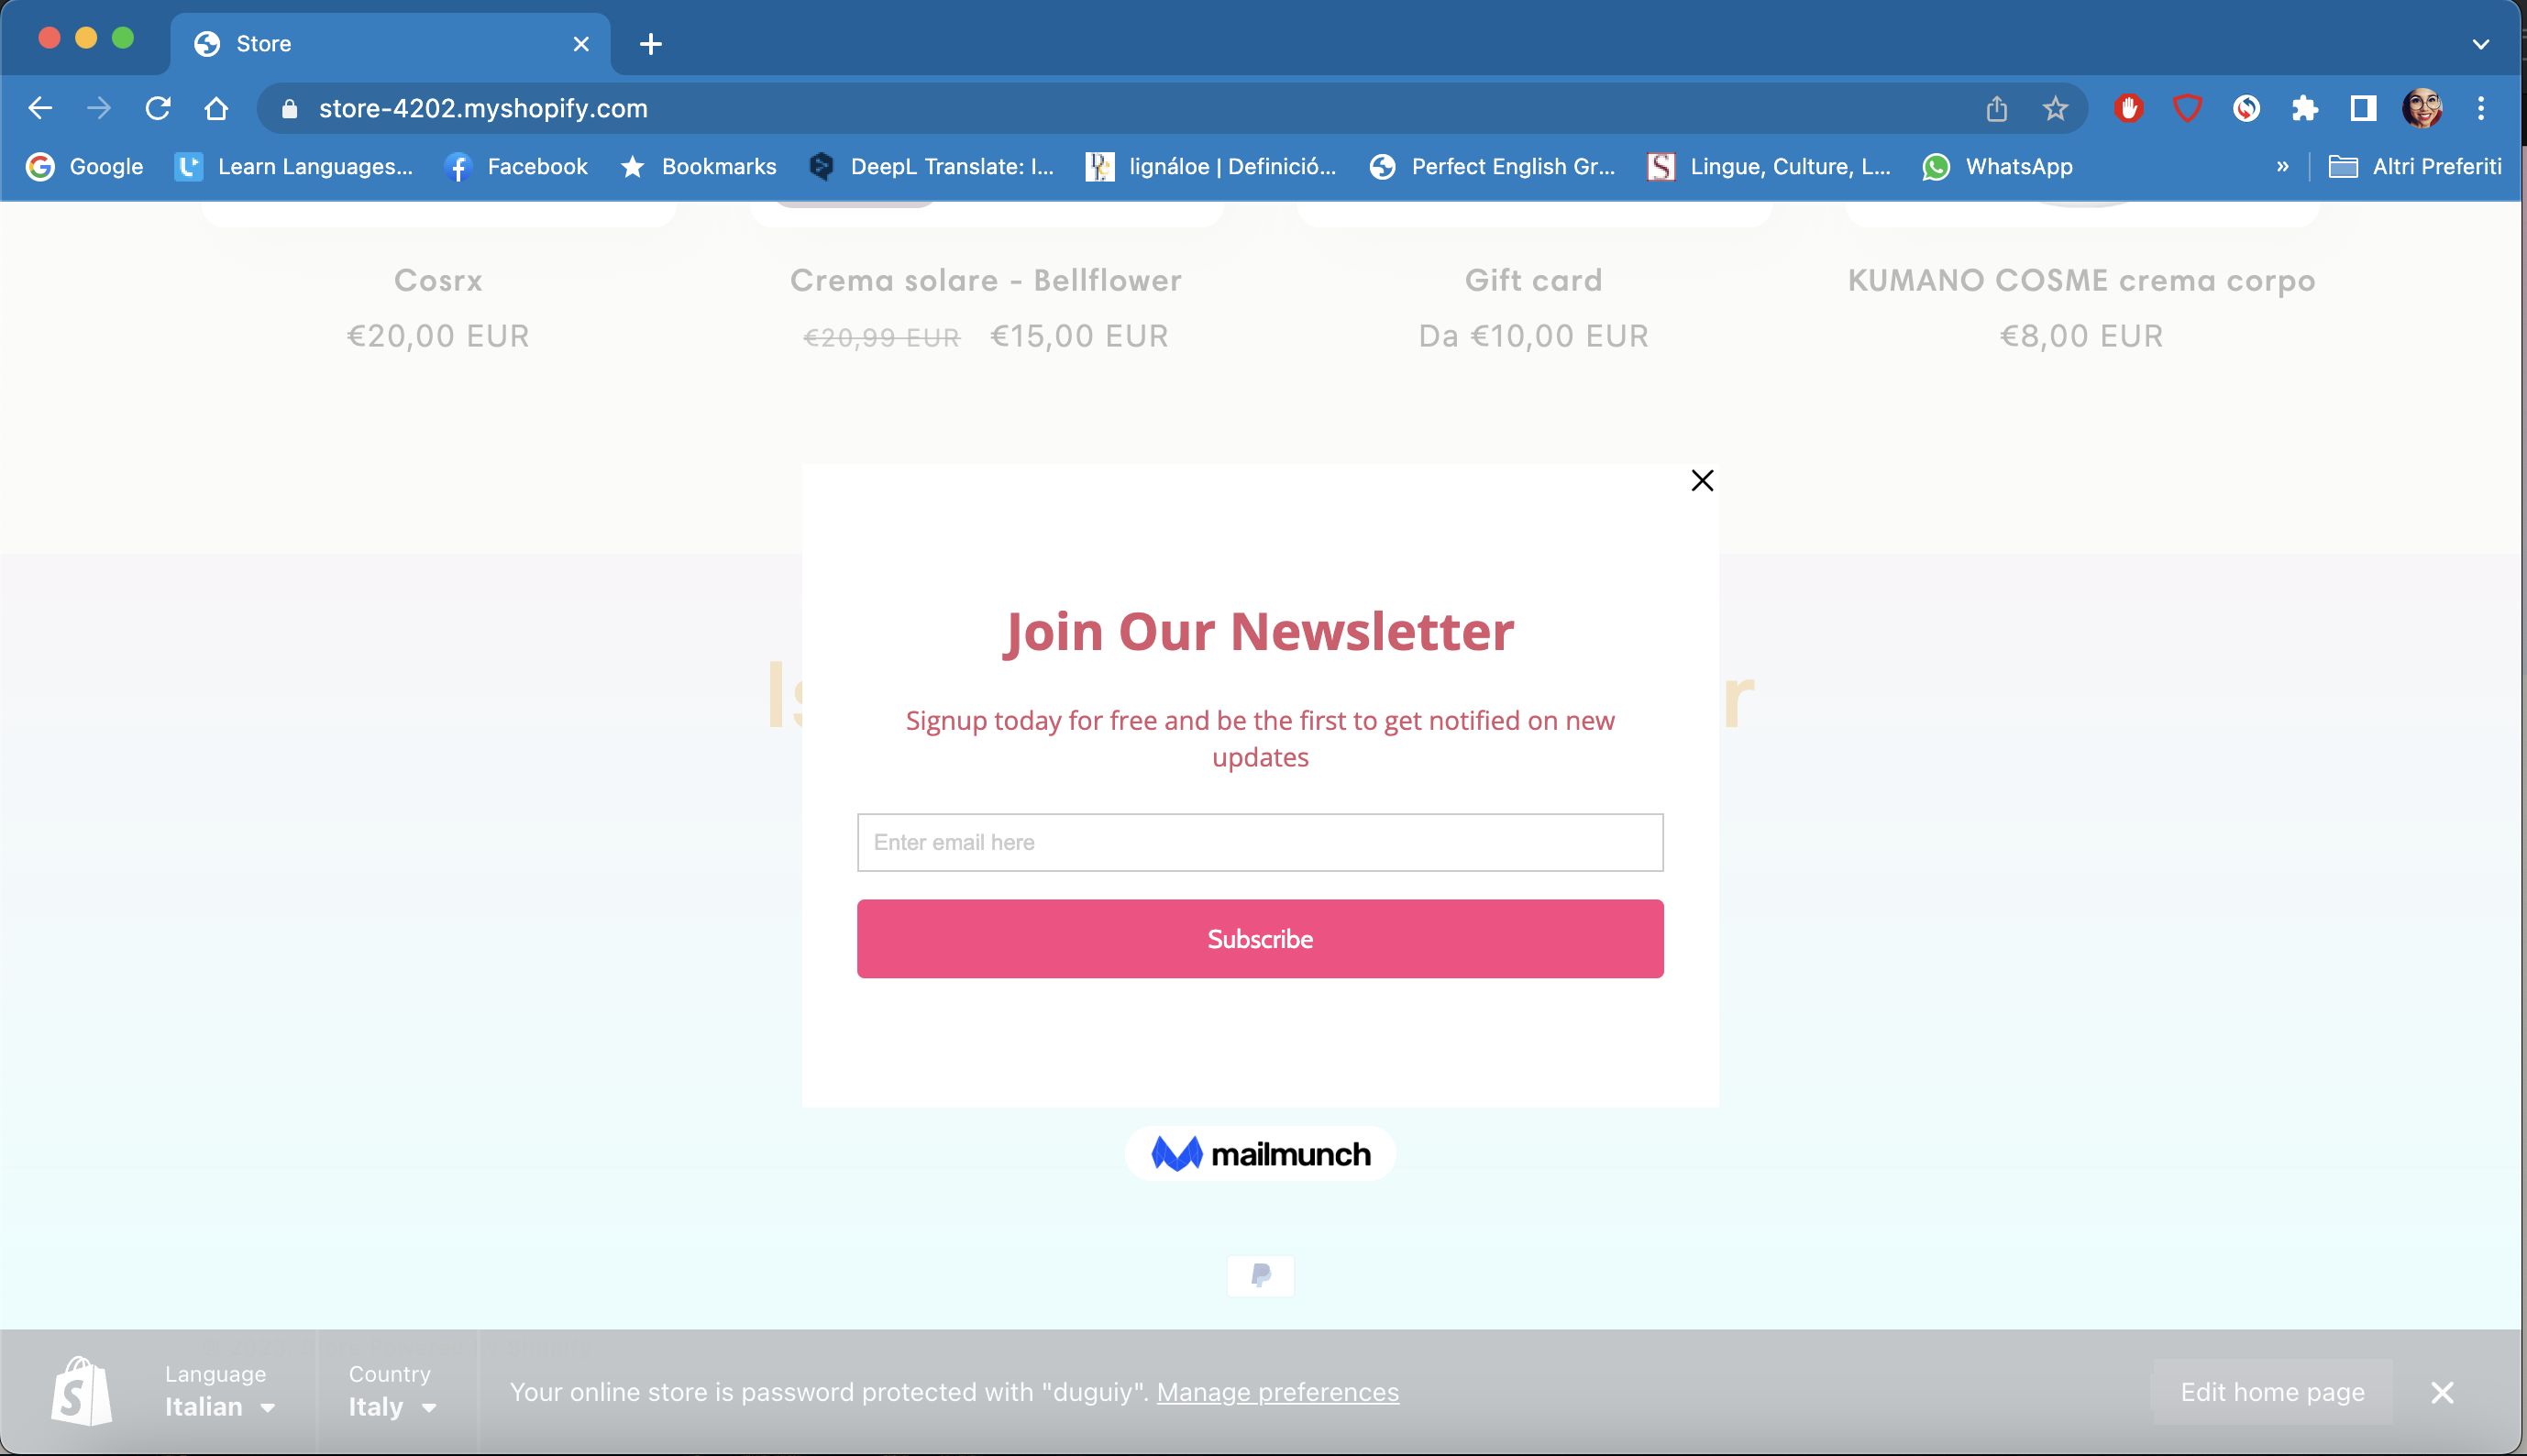 Store
store-4202.myshopify.com
Google
Learn Languages...
Facebook
Bookmarks
DeepL Translate: I...
lignáloe | Definició...
Perfect English Gr...
Lingue, Culture, L...
WhatsApp
»
Altri Preferiti
Cosrx
€20,00 EUR
Crema solare - Bellflower
€20,99 EUR €15,00 EUR
Gift card
Da €10,00 EUR
KUMANO COSME crema corpo
€8,00 EUR
Join Our Newsletter
Signup today for free and be the first to get notified on new
updates
Enter email here
Subscribe
mailmunch
Language
Italian
Country
Italy
Your online store is password protected with "duguiy". Manage preferences
Edit home page